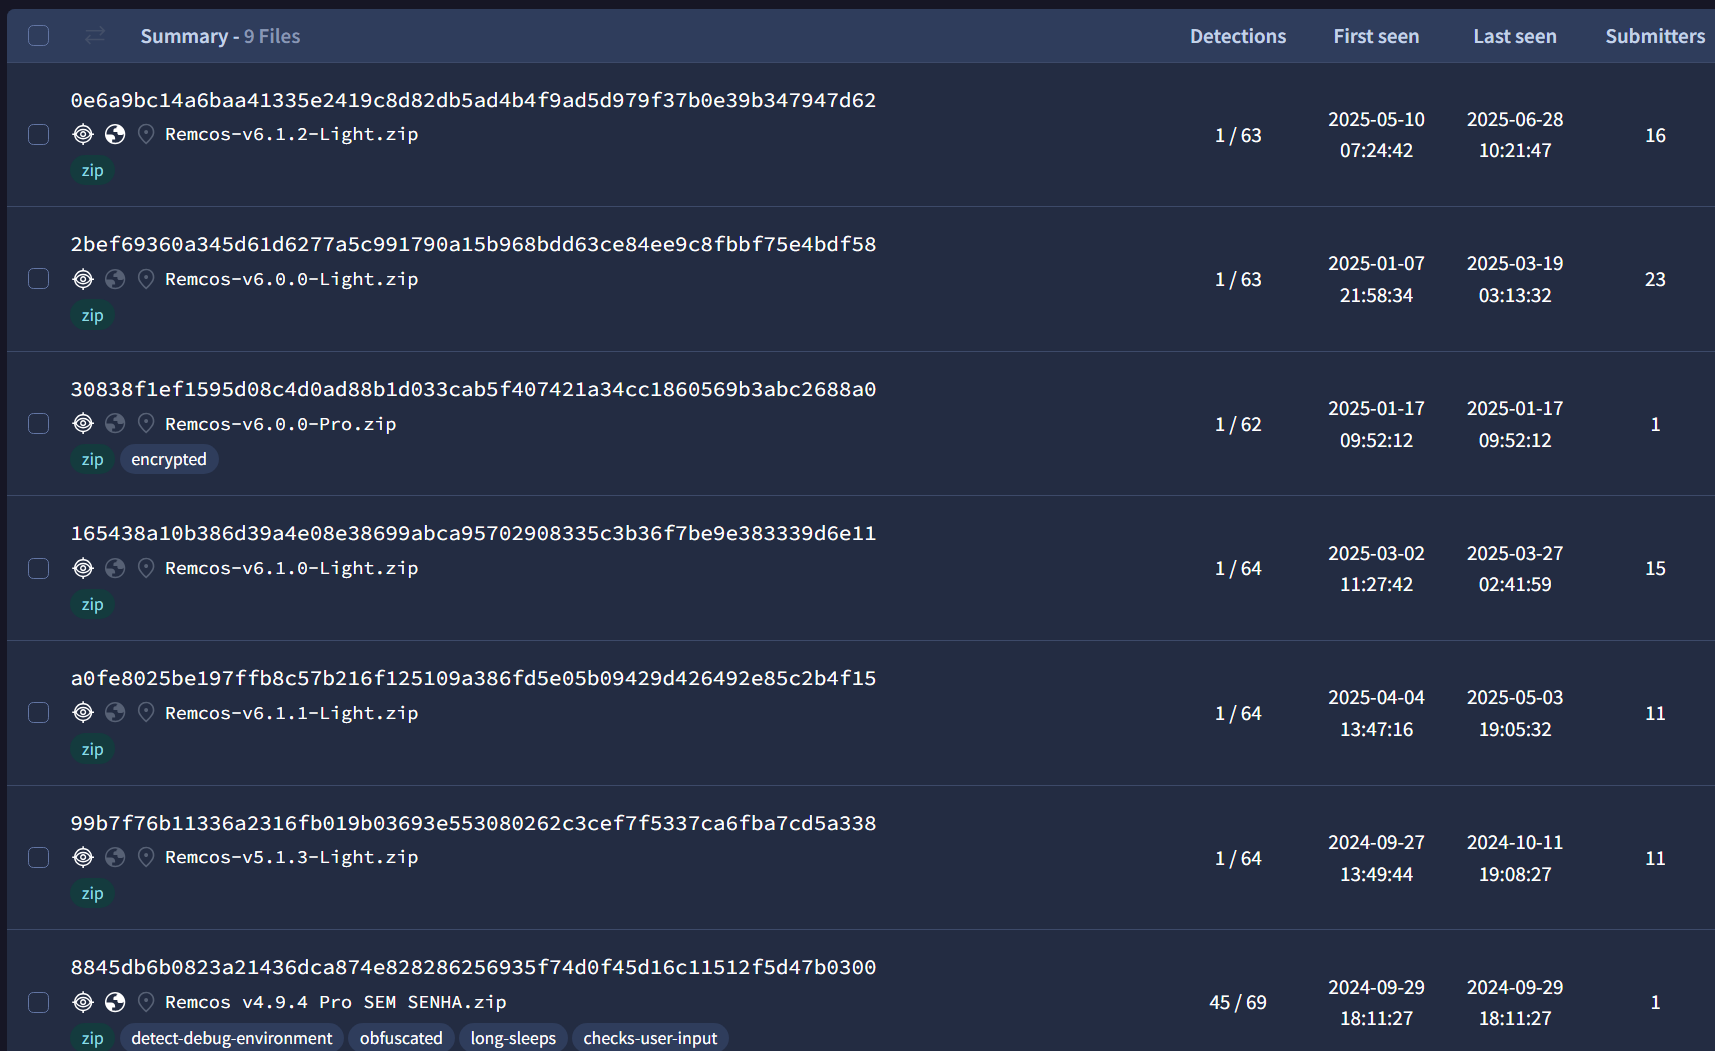 Summary - 9 Files Detections First seen Last seen Submitters
0e6a9bc14a6baa41335e2419c8d82db5ad4b4f9ad5d979f37b0e39b347947d62
Remcos-v6.1.2-Light.zip
zip
1 / 63
2025-05-10 07:24:42
2025-06-28 10:21:47
16
2bef69360a345d61d6277a5c991790a15b968bdd63ce84ee9c8fbbf75e4bdf58
Remcos-v6.0.0-Light.zip
zip
1 / 63
2025-01-07 21:58:34
2025-03-19 03:13:32
23
30838f1ef1595d08c4d0ad88b1d033cab5f407421a34cc1860569b3abc2688a0
Remcos-v6.0.0-Pro.zip
zip encrypted
1 / 62
2025-01-17 09:52:12
2025-01-17 09:52:12
1
165438a10b386d39a4e08e38699abca95702908335c3b36f7be9e383339d6e11
Remcos-v6.1.0-Light.zip
zip
1 / 64
2025-03-02 11:27:42
2025-03-27 02:41:59
15
a0fe8025be197ffb8c57b216f125109a386fd5e05b09429d426492e85c2b4f15
Remcos-v6.1.1-Light.zip
zip
1 / 64
2025-04-04 13:47:16
2025-05-03 19:05:32
11
99b7f76b11336a2316fb019b03693e553080262c3cef7f5337ca6fba7cd5a338
Remcos-v5.1.3-Light.zip
zip
1 / 64
2024-09-27 13:49:44
2024-10-11 19:08:27
11
8845db6b0823a21436dca874e828286256935f74d0f45d16c11512f5d47b0300
Remcos v4.9.4 Pro SEM SENHA.zip
zip detect-debug-environment obfuscated long-sleeps checks-user-input
45 / 69
2024-09-29 18:11:27
2024-09-29 18:11:27
1